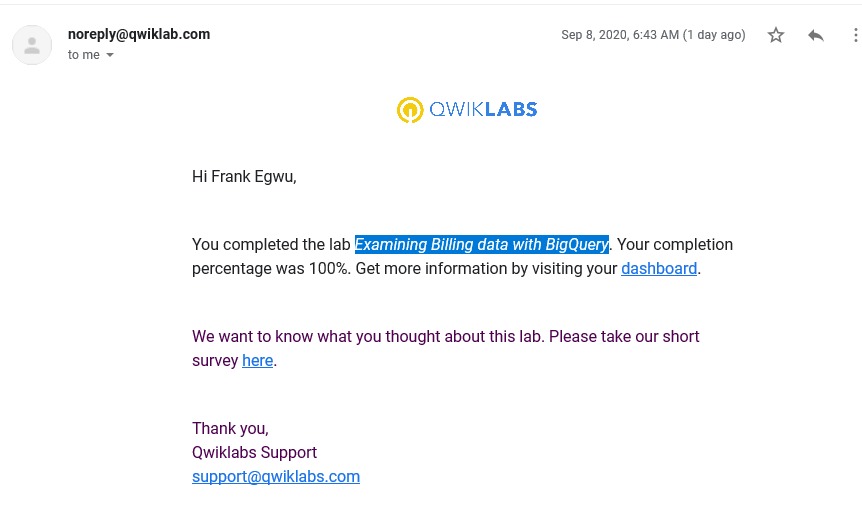 noreply@qwiklab.com
Sep 8, 2020, 6:43 AM (1 day ago)
to me
QWIKLABS
Hi Frank Egwu,
You completed the lab Examining Billing data with BigQuery. Your completion
percentage was 100%. Get more information by visiting your dashboard.
We want to know what you thought about this lab. Please take our short
survey here.
Thank you,
Qwiklabs Support
support@qwiklabs.com